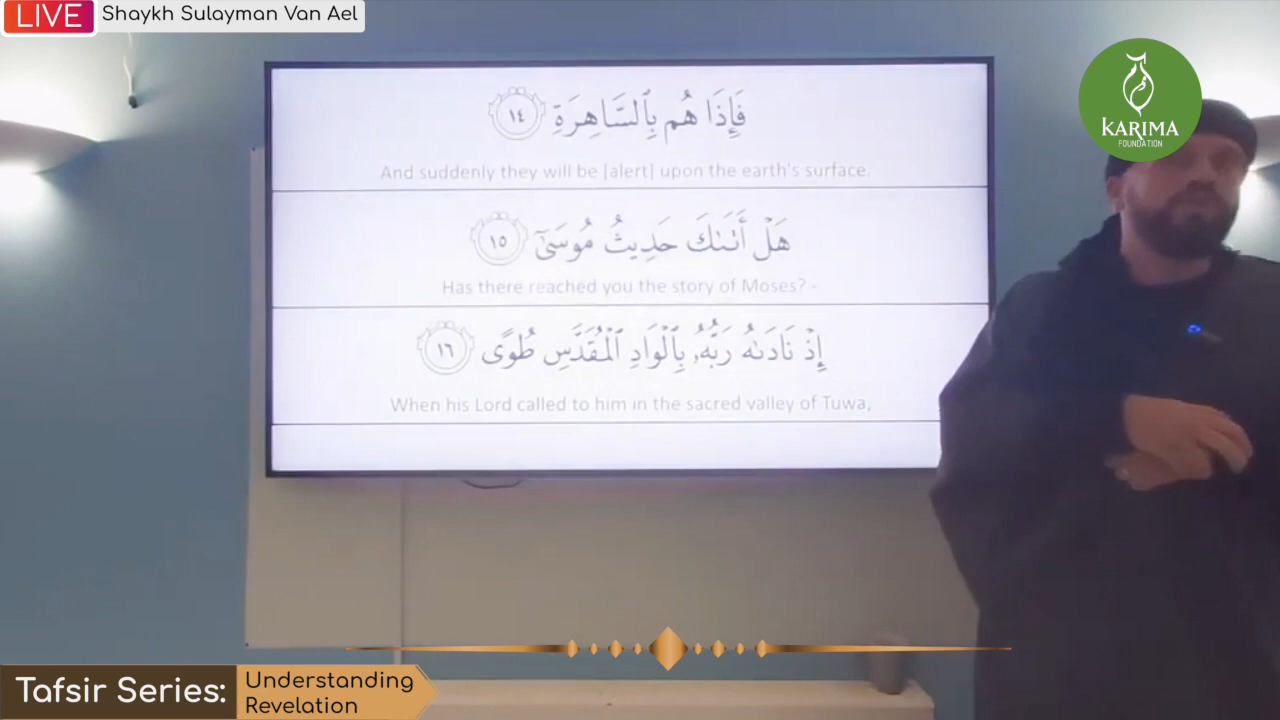 LIVE Shaykh Sulayman Van Ael
KARIMA
FOUNDATION
فَإِذَا هُم بِٱلسَّاهِرَةِ ١٤
And suddenly they will be [alert] upon the earth's surface.
هَلْ أَتَىٰكَ حَدِيثُ مُوسَىٰٓ ١٥
Has there reached you the story of Moses? -
إِذْ نَادَىٰهُ رَبُّهُۥ بِٱلْوَادِ ٱلْمُقَدَّسِ طُوًى ١٦
When his Lord called to him in the sacred valley of Tuwa,
Tafsir Series:
Understanding
Revelation